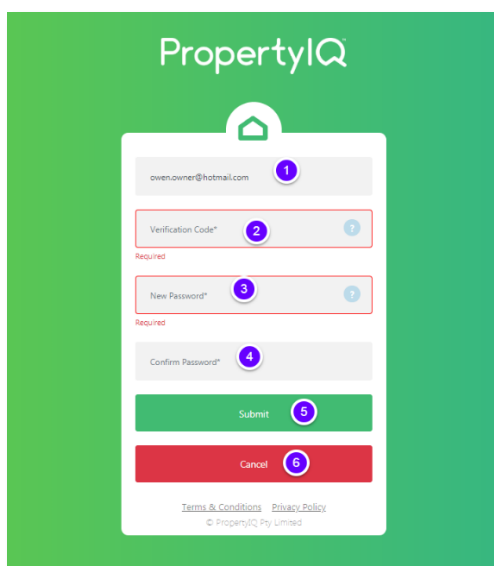 PropertyIQ
owen.owner@hotmail.com 1
Verification Code* 2 ?
Required
New Password* 3 ?
Required
Confirm Password* 4
Submit 5
Cancel 6
Terms & Conditions Privacy Policy
© PropertyIQ Pty Limited